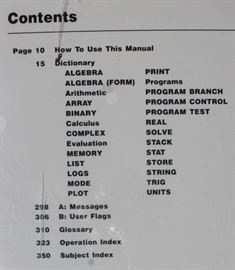 Contents
Page 10 How To Use This Manual
15 Dictionary
ALGEBRA PRINT
ALGEBRA (FORM) Programs
Arithmetic PROGRAM BRANCH
ARRAY PROGRAM CONTROL
BINARY PROGRAM TEST
Calculus REAL
COMPLEX SOLVE
Evaluation STACK
MEMORY STAT
LIST STORE
LOGS STRING
MODE TRIG
PLOT UNITS
298 A: Messages
306 B: User Flags
310 Glossary
323 Operation Index
350 Subject Index